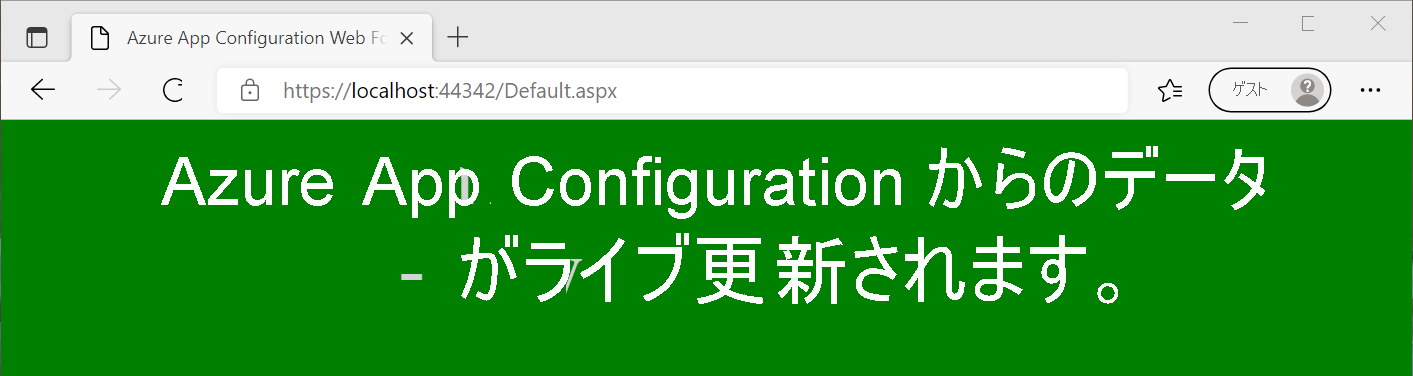 Azure App Configuration Web Fo
https://localhost:44342/Default.aspx
ゲスト
Azure App Configuration からのデータ
- がライブ更新されます。